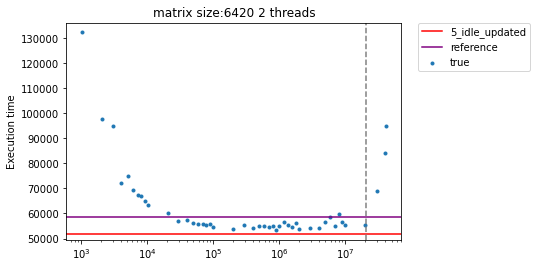 matrix size:6420 2 threads
Execution time
130000
120000
110000
100000
90000
80000
70000
60000
50000
10³
10⁴
10⁵
10⁶
10⁷
5_idle_updated
reference
true